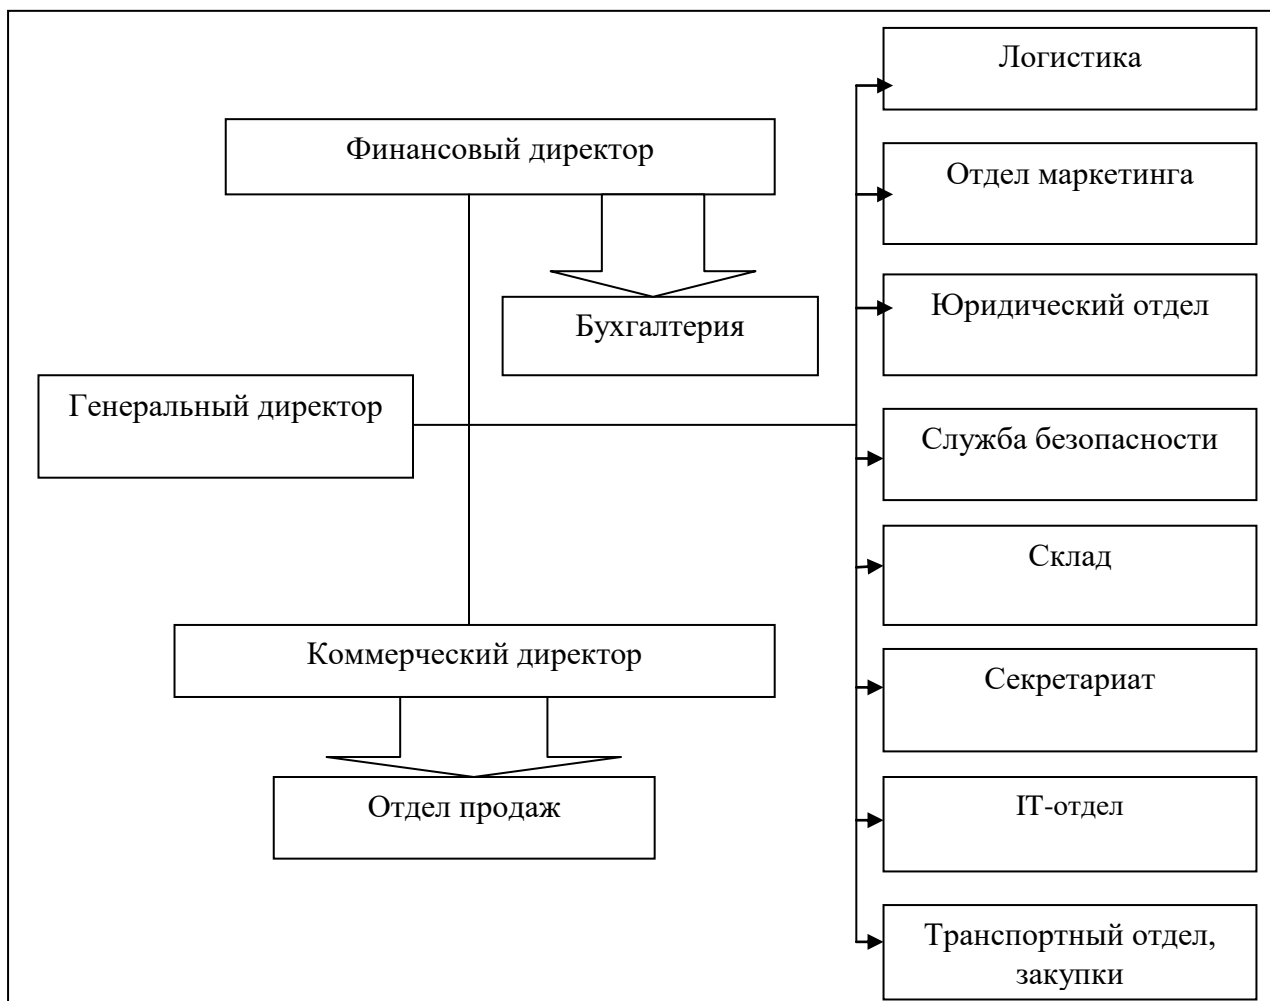 Логистика
Финансовый директор
Отдел маркетинга
Бухгалтерия
Юридический отдел
Генеральный директор
Служба безопасности
Склад
Коммерческий директор
Секретариат
Отдел продаж
IT-отдел
Транспортный отдел,
закупки